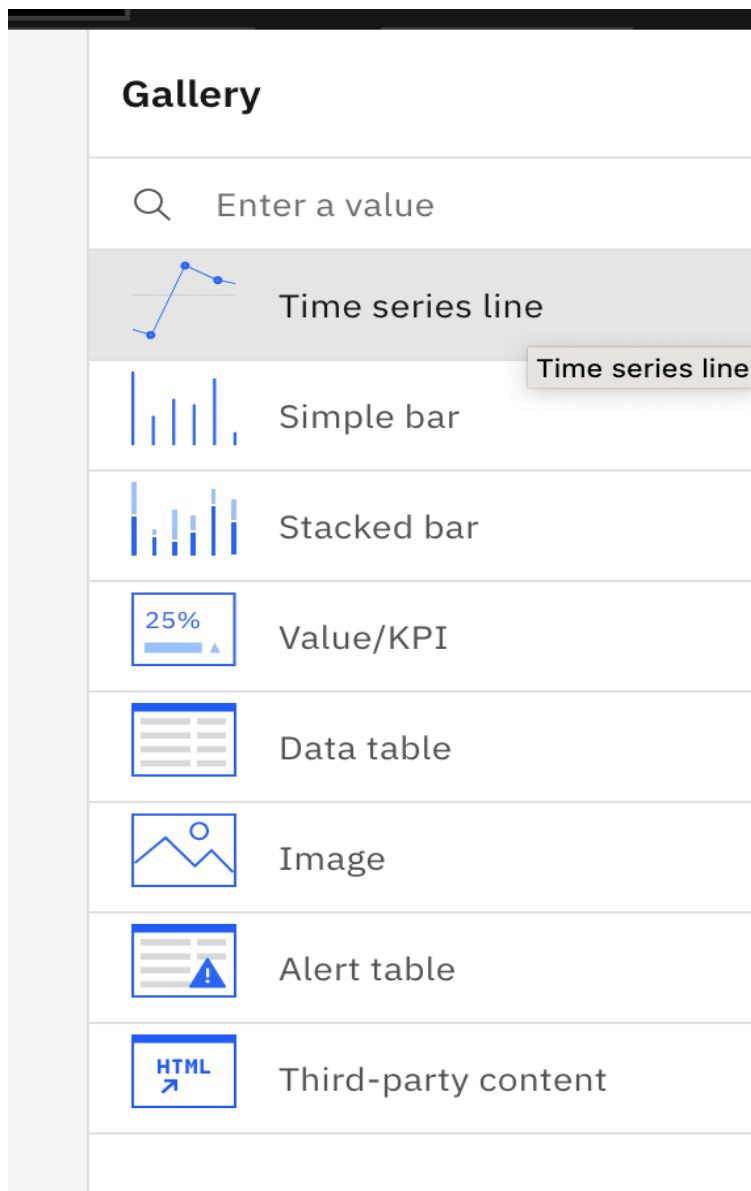 Gallery
Enter a value
Time series line
Time series line
Simple bar
Stacked bar
25%
Value/KPI
Data table
Image
Alert table
HTML
Third-party content